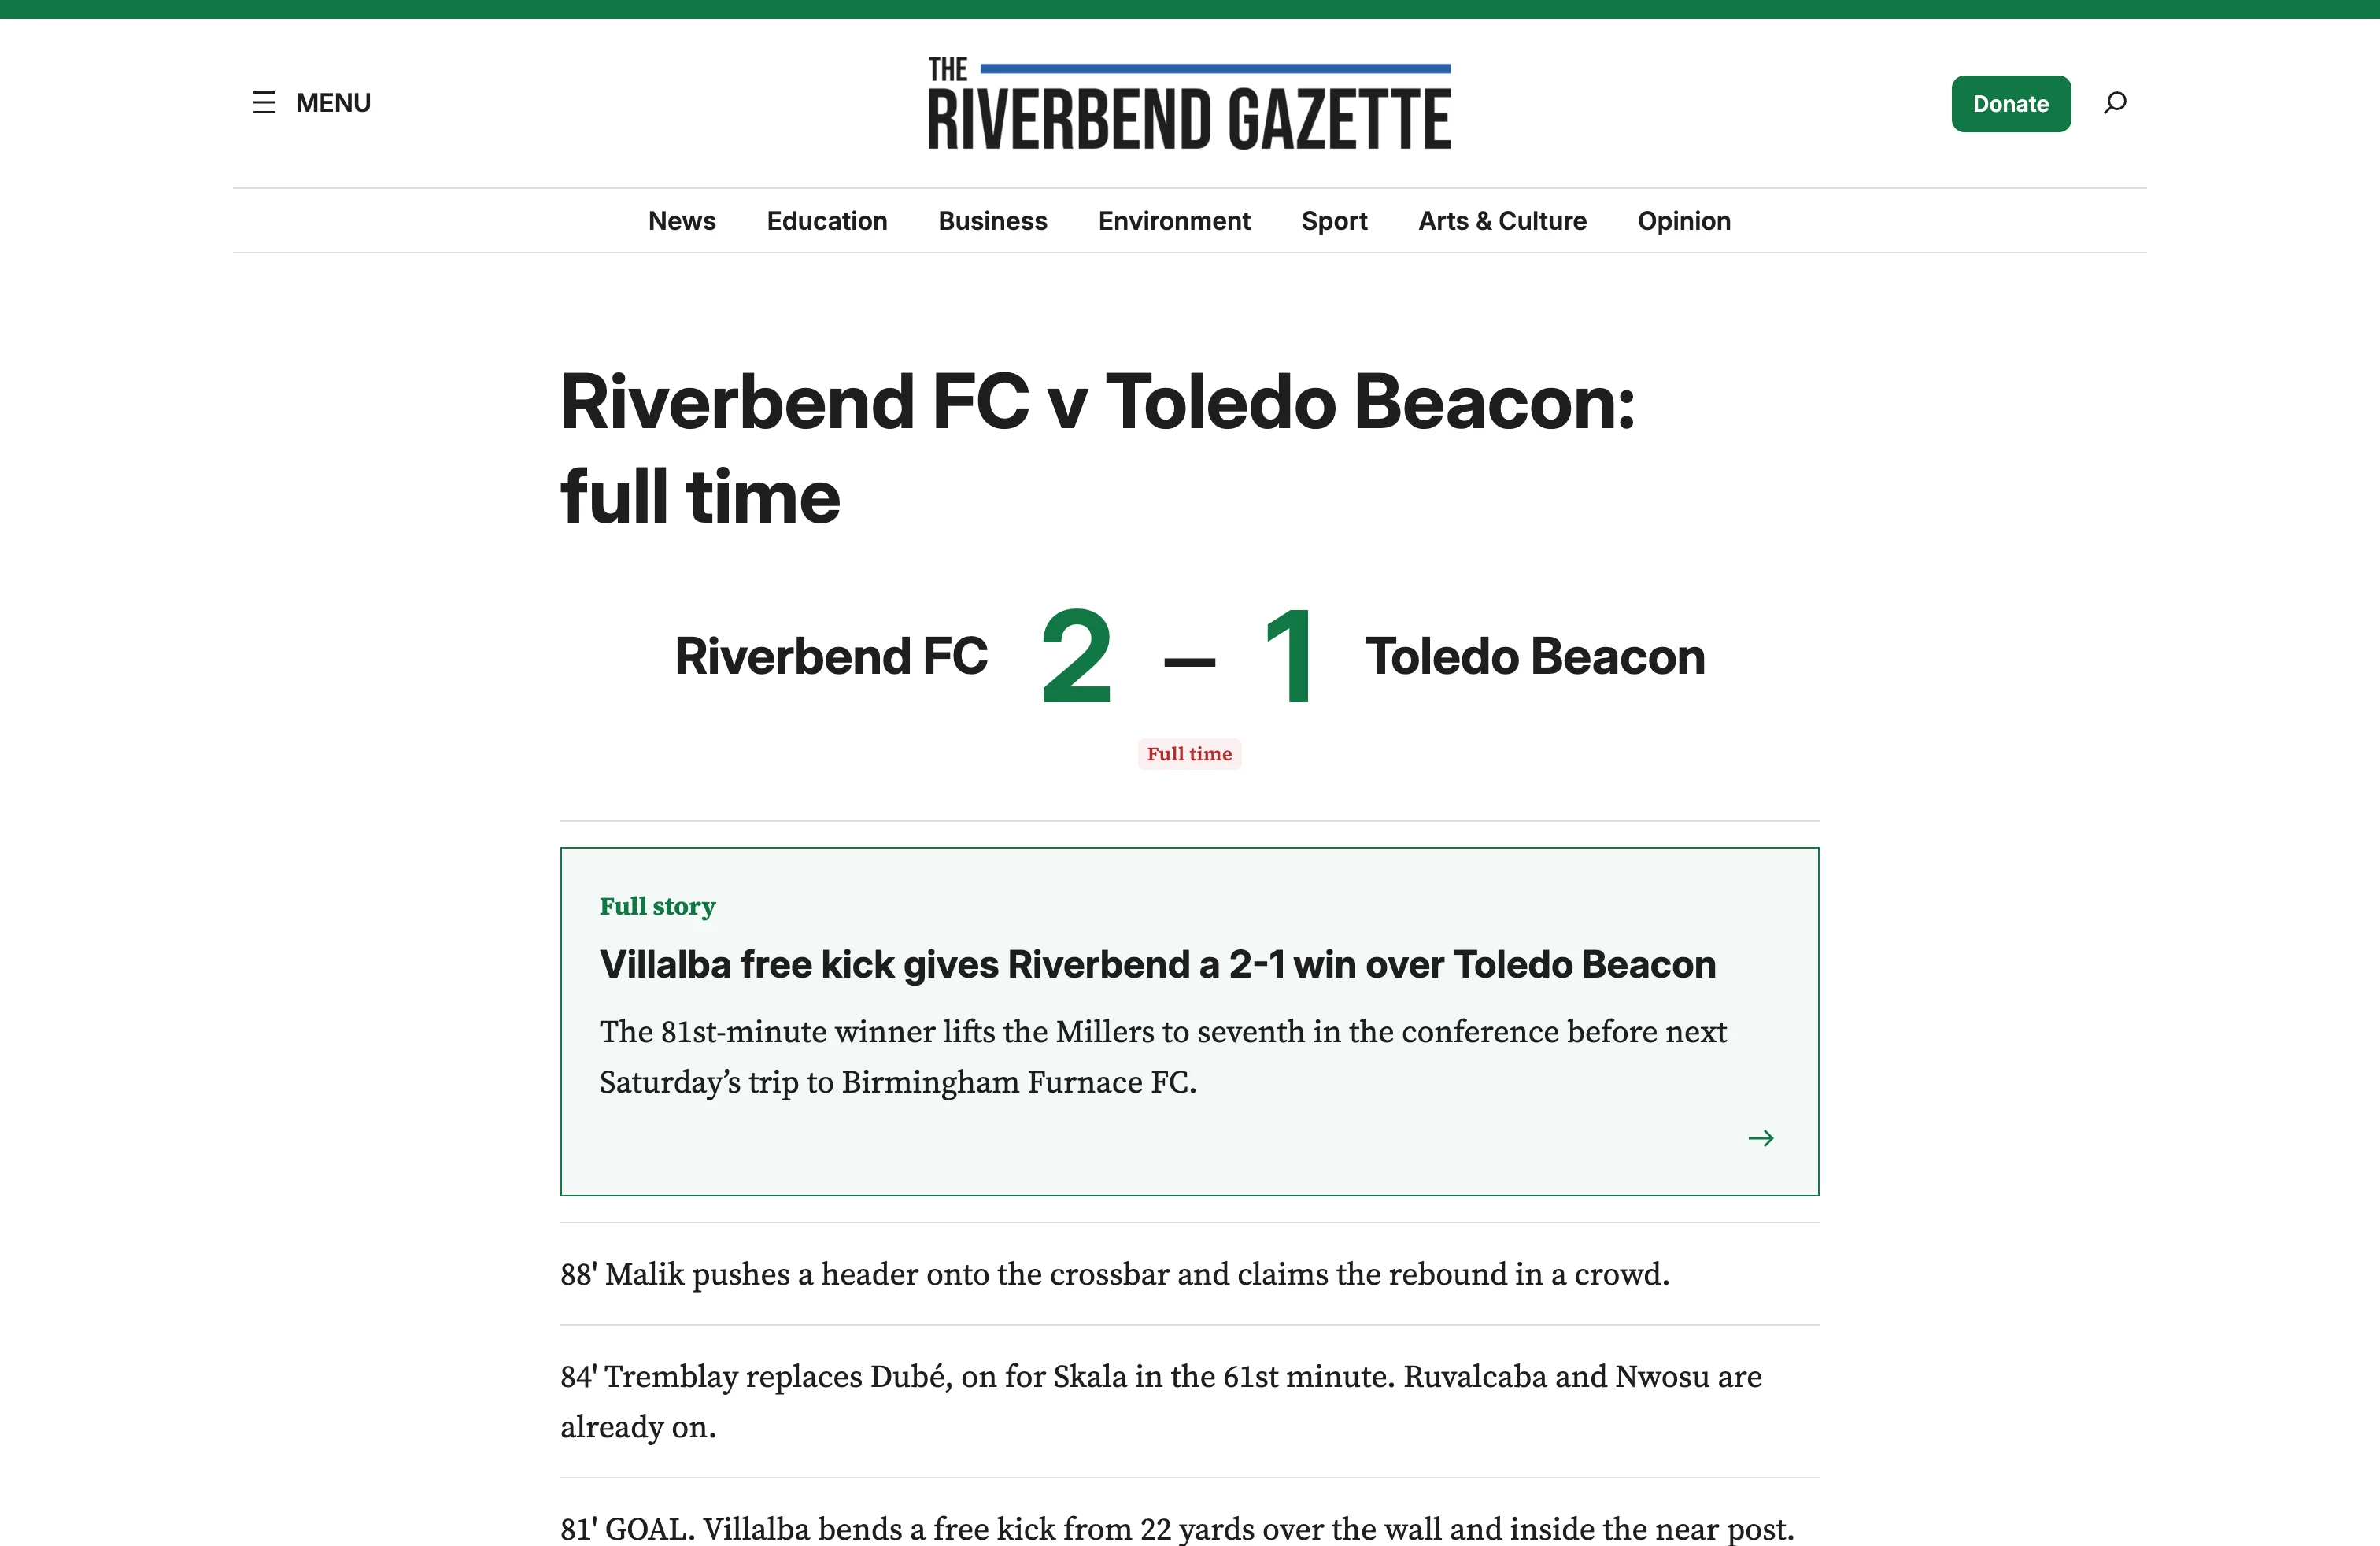 MENU
THE
RIVERBEND GAZETTE
Donate
News Education Business Environment Sport Arts & Culture Opinion
Riverbend FC v Toledo Beacon:
full time
Riverbend FC 2 – 1 Toledo Beacon
Full time
Full story
Villalba free kick gives Riverbend a 2-1 win over Toledo Beacon
The 81st-minute winner lifts the Millers to seventh in the conference before next
Saturday’s trip to Birmingham Furnace FC.
→
88' Malik pushes a header onto the crossbar and claims the rebound in a crowd.
84' Tremblay replaces Dubé, on for Skala in the 61st minute. Ruvalcaba and Nwosu are
already on.
81' GOAL. Villalba bends a free kick from 22 yards over the wall and inside the near post.